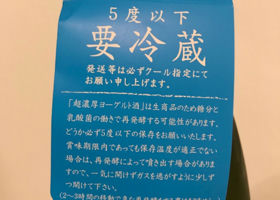 5度以下
要冷蔵
発送等は必ずクール指定にて
お願い申し上げます。
「超濃厚ヨーグルト酒」は生商品のため糖分と
乳酸菌の働きで再発酵する可能性があります。
どうか必ず5度以下の保存をお願いいたします。
賞味期限内であっても保存温度が適正でない
場合は、再発酵によって噴き出す場合があり
ますので、一気に開けずガスを逃がすように少しず
つ開けて下さい。